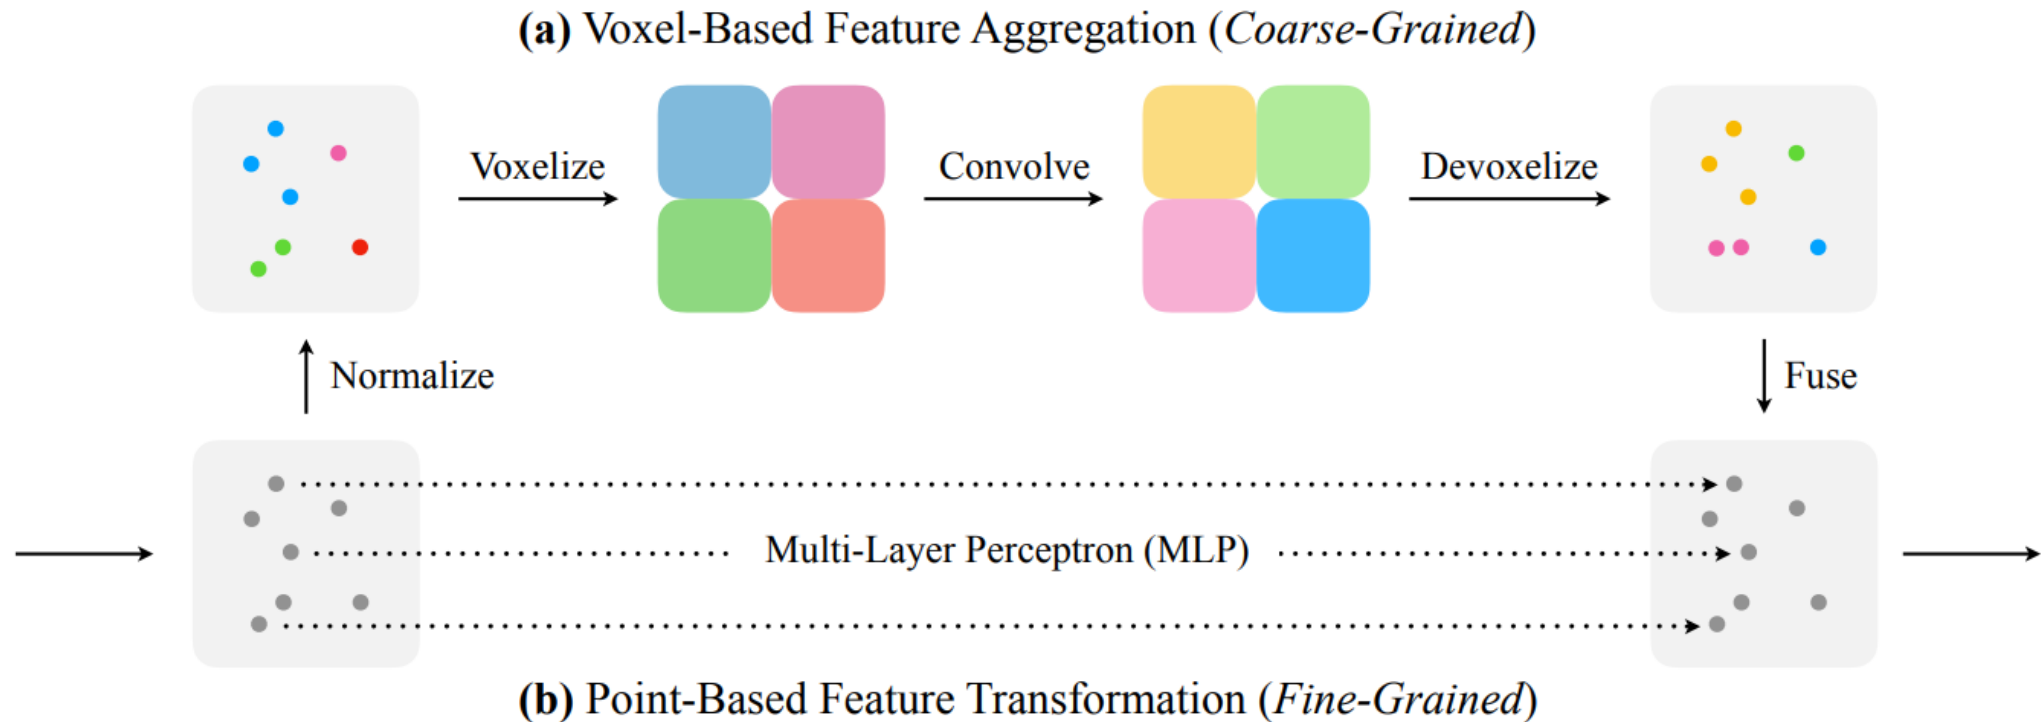 (a) Voxel-Based Feature Aggregation (Coarse-Grained)
Voxelize
Convolve
Devoxelize
Normalize
Fuse
Multi-Layer Perceptron (MLP)
(b) Point-Based Feature Transformation (Fine-Grained)